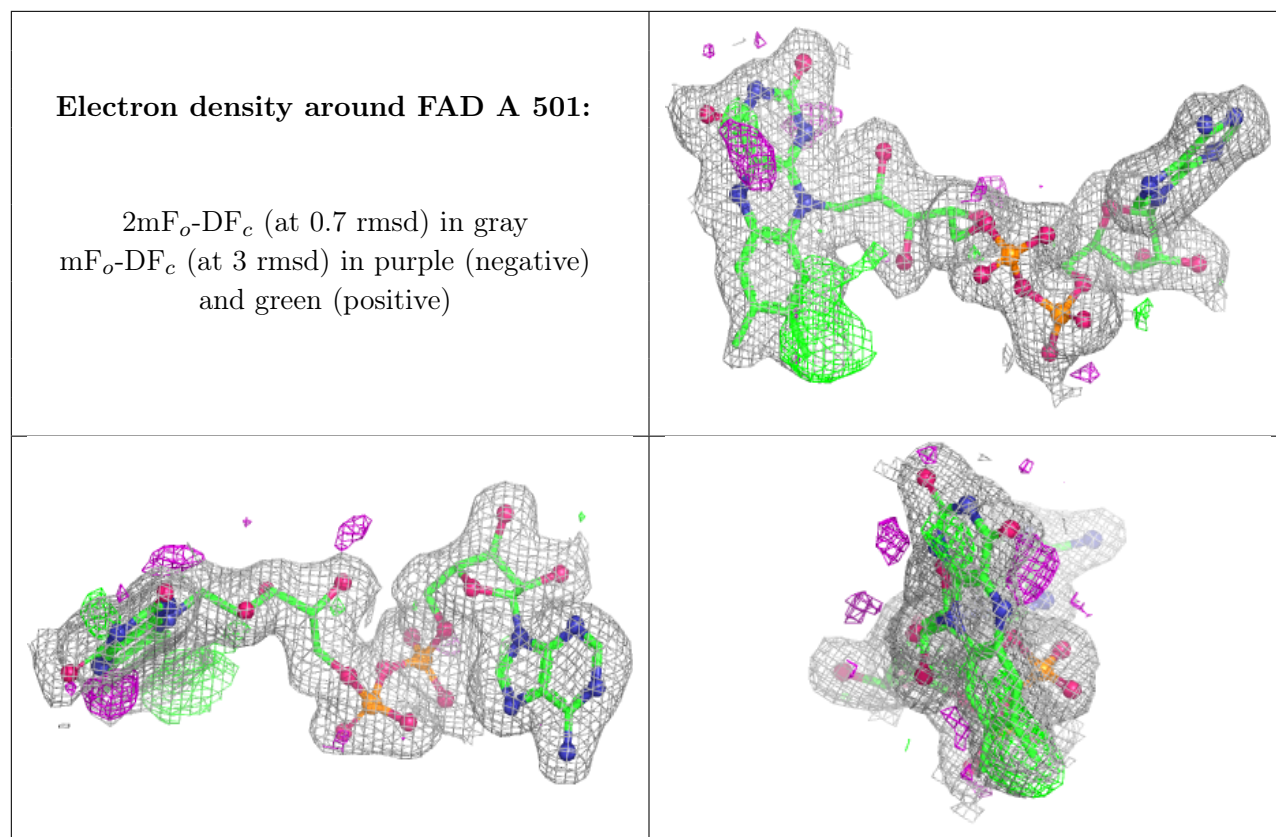 Electron density around FAD A 501:
2mFo-DFc (at 0.7 rmsd) in gray
mFo-DFc (at 3 rmsd) in purple (negative)
and green (positive)